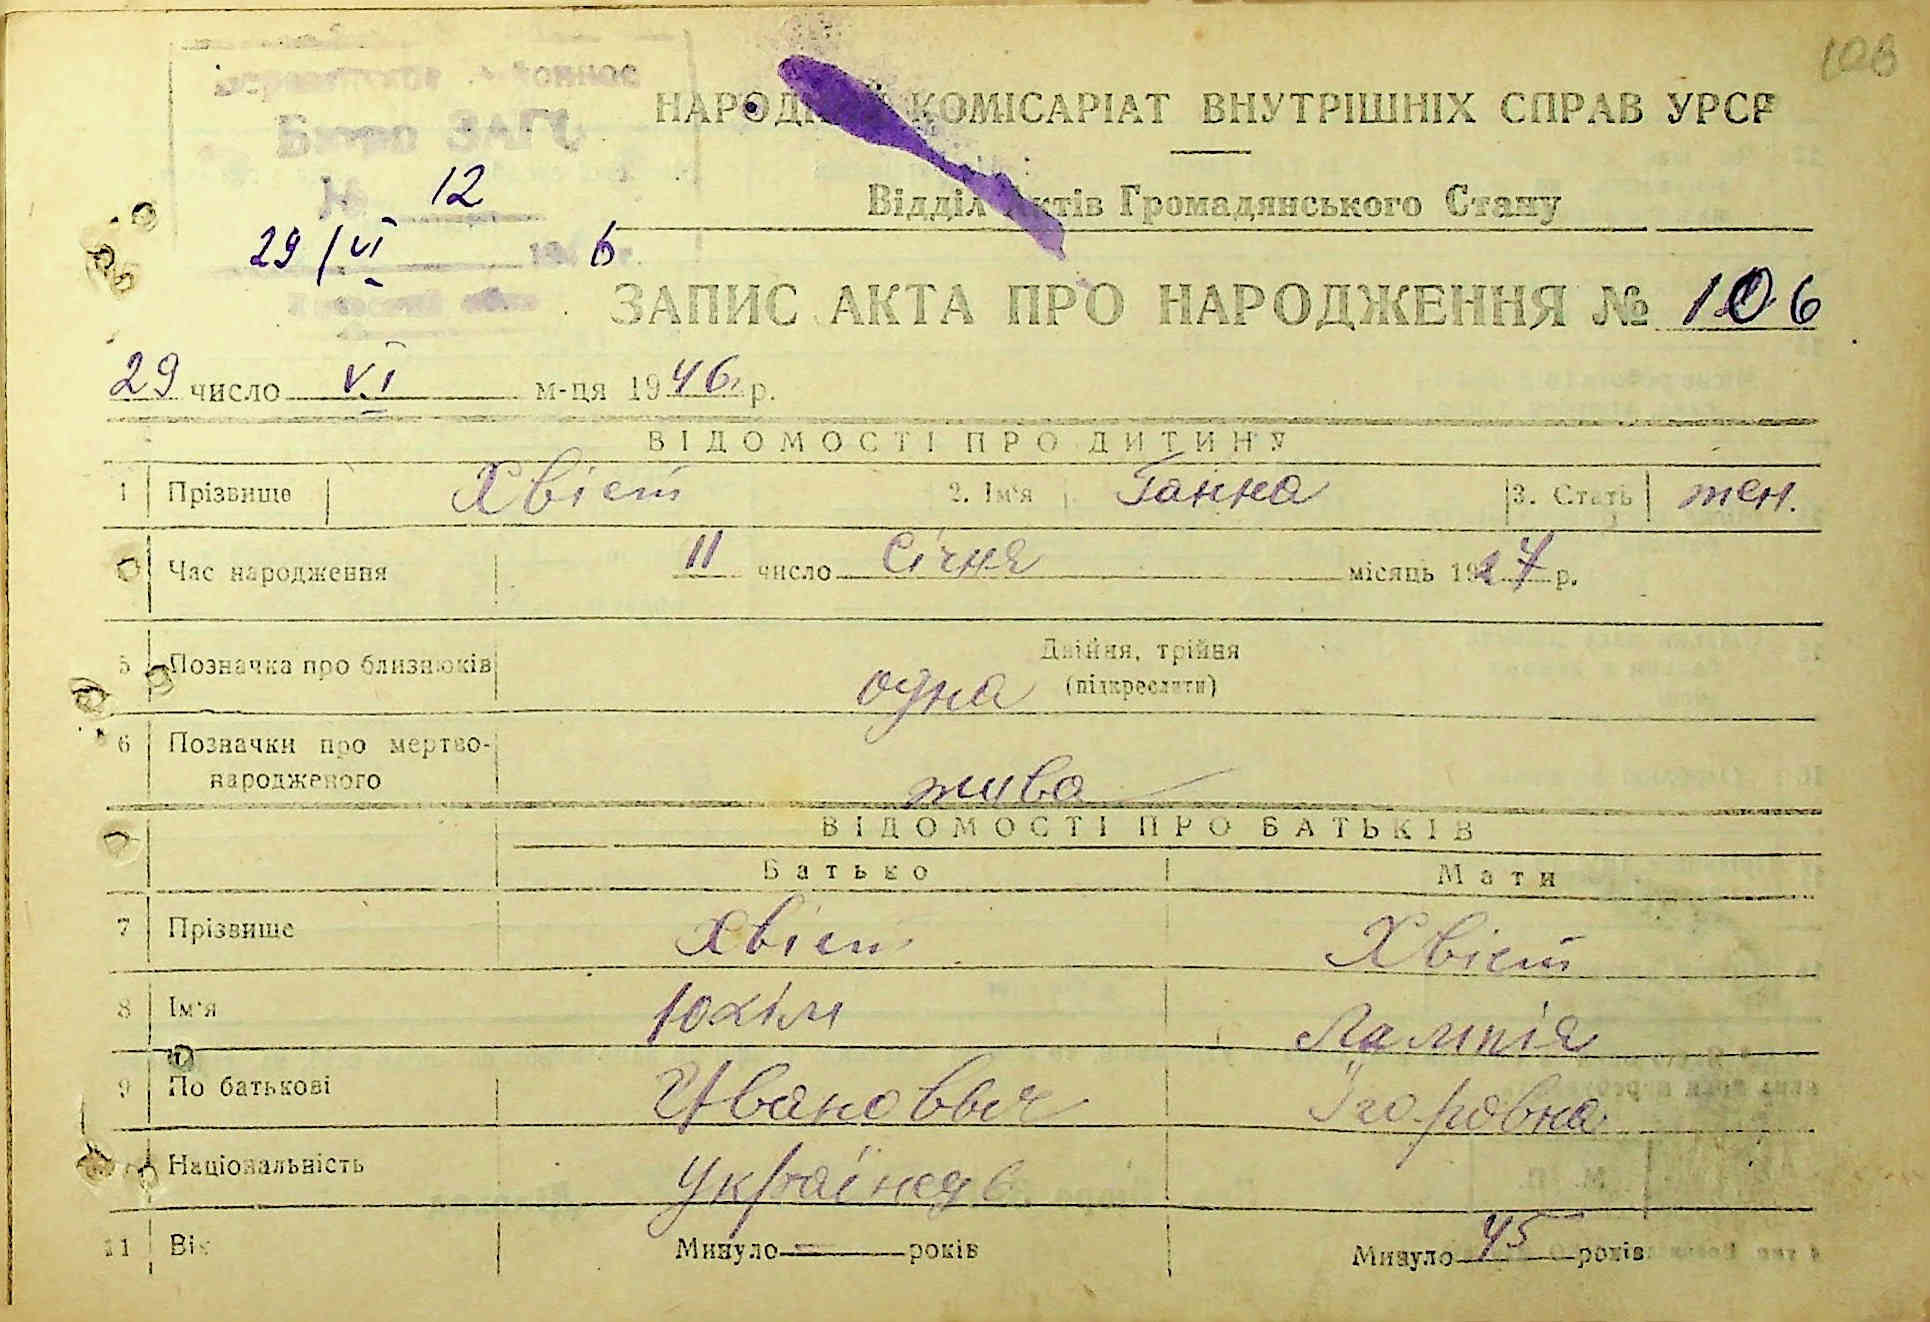 108
НАРОДНИЙ КОМІСАРІАТ ВНУТРІШНІХ СПРАВ УРСР
Бюро ЗАГС
№ 12
Відділ Актів Громадянського Стану
29/VI 1946 г.
ЗАПИС АКТА ПРО НАРОДЖЕННЯ № 106
29 число VI м-ця 1946 р.
ВІДОМОСТІ ПРО ДИТИНУ
1 Прізвище Хвіст 2. Ім'я Ганна 3. Стать жен.
Час народження 11 число Січня місяць 1927 р.
5 Позначка про близнюків Двійня, трійня
одна (підкреслити)
6 Позначки про мертво-
народженого жива
ВІДОМОСТІ ПРО БАТЬКІВ
Батько Мати
7 Прізвище Хвіст Хвіст
8 Ім'я Юхім Лампія
9 По батькові Иванович Ігоровна
Національність українець
11 Вік Минуло — років Минуло 45 років